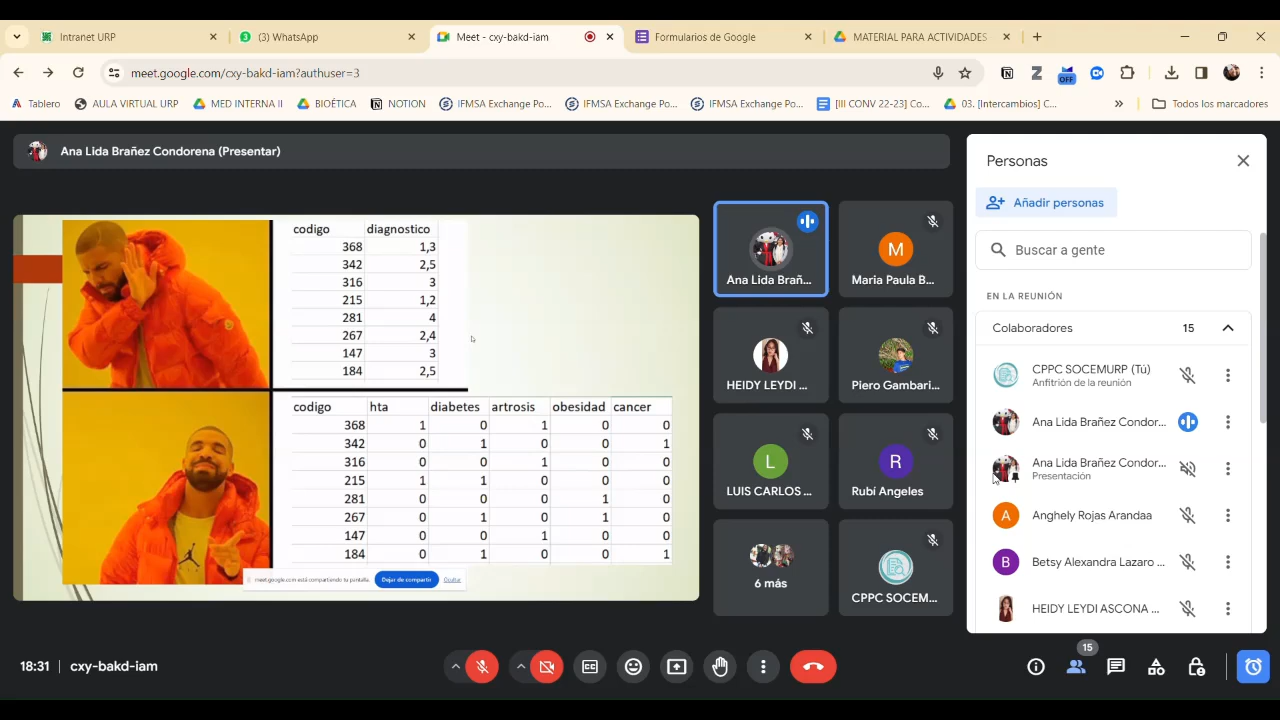 Intranet URP
(3) WhatsApp
Meet - cxy-bakd-iam
Formularios de Google
MATERIAL PARA ACTIVIDADES
meet.google.com/cxy-bakd-iam?authuser=3
OFF
Tablero
AULA VIRTUAL URP
MED INTERNA II
BIOÉTICA
NOTION
IFMSA Exchange Po...
IFMSA Exchange Po...
IFMSA Exchange Po...
[III CONV 22-23] Co...
03. [Intercambios] C...
»
Todos los marcadores
Ana Lida Brañez Condorena (Presentar)
codigo diagnostico
368 1,3
342 2,5
316 3
215 1,2
281 4
267 2,4
147 3
184 2,5
codigo hta diabetes artrosis obesidad cancer
368 1 0 1 0 0
342 0 1 0 0 1
316 0 0 1 0 0
215 1 1 0 0 0
281 0 0 0 1 0
267 0 1 0 1 0
147 0 0 1 0 0
184 0 1 0 0 1
meet.google.com está compartiendo tu pantalla.
Dejar de compartir
Ocultar
Ana Lida Brañ...
M
Maria Paula B...
HEIDY LEYDI ...
Piero Gambari...
L
LUIS CARLOS ...
R
Rubí Angeles
6 más
CPPC SOCEM...
Personas
Añadir personas
Buscar a gente
EN LA REUNIÓN
Colaboradores 15
CPPC SOCEMURP (Tú)
Anfitrión de la reunión
Ana Lida Brañez Condor...
Ana Lida Brañez Condor...
Presentación
A
Anghely Rojas Arandaa
B
Betsy Alexandra Lazaro ...
HEIDY LEYDI ASCONA ...
18:31 | cxy-bakd-iam
15